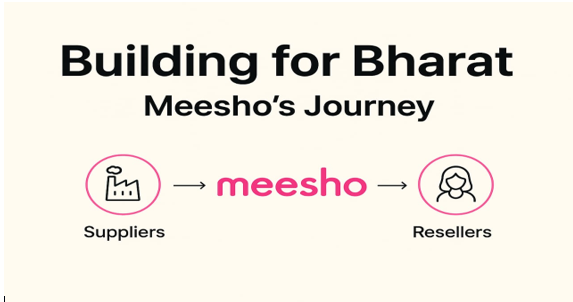 Building for Bharat
Meesho's Journey
meesho
Suppliers
Resellers